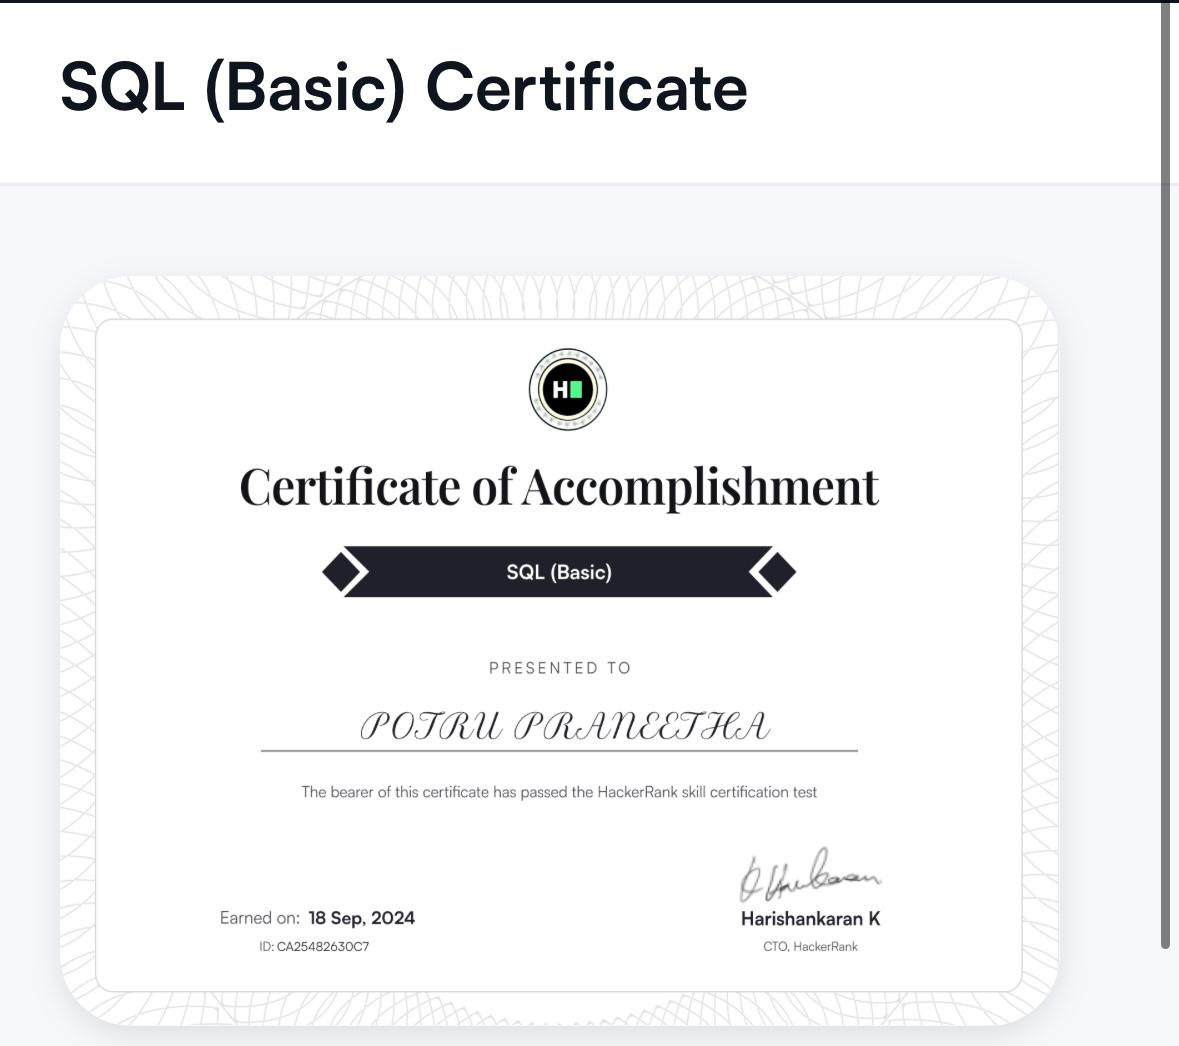 SQL (Basic) Certificate
H
Certificate of Accomplishment
SQL (Basic)
PRESENTED TO
POTRU PRANEETHA
The bearer of this certificate has passed the HackerRank skill certification test
Earned on: 18 Sep, 2024
ID: CA25482630C7
Harishankaran K
CTO, HackerRank